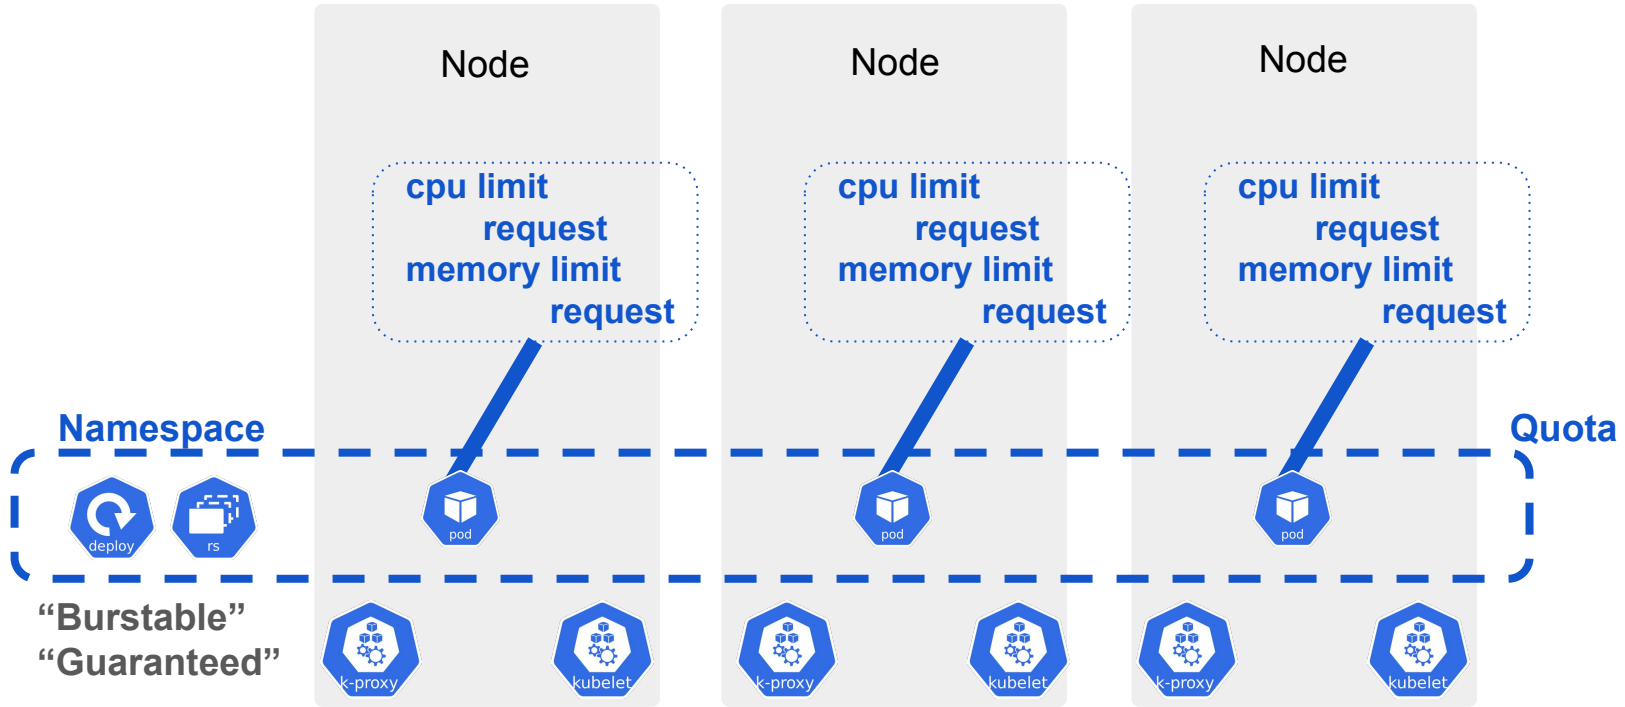 Node
Node
Node
cpu limit
request
memory limit
request
cpu limit
request
memory limit
request
cpu limit
request
memory limit
request
Namespace
Quota
deploy
rs
pod
pod
pod
“Burstable”
“Guaranteed”
k-proxy
kubelet
k-proxy
kubelet
k-proxy
kubelet